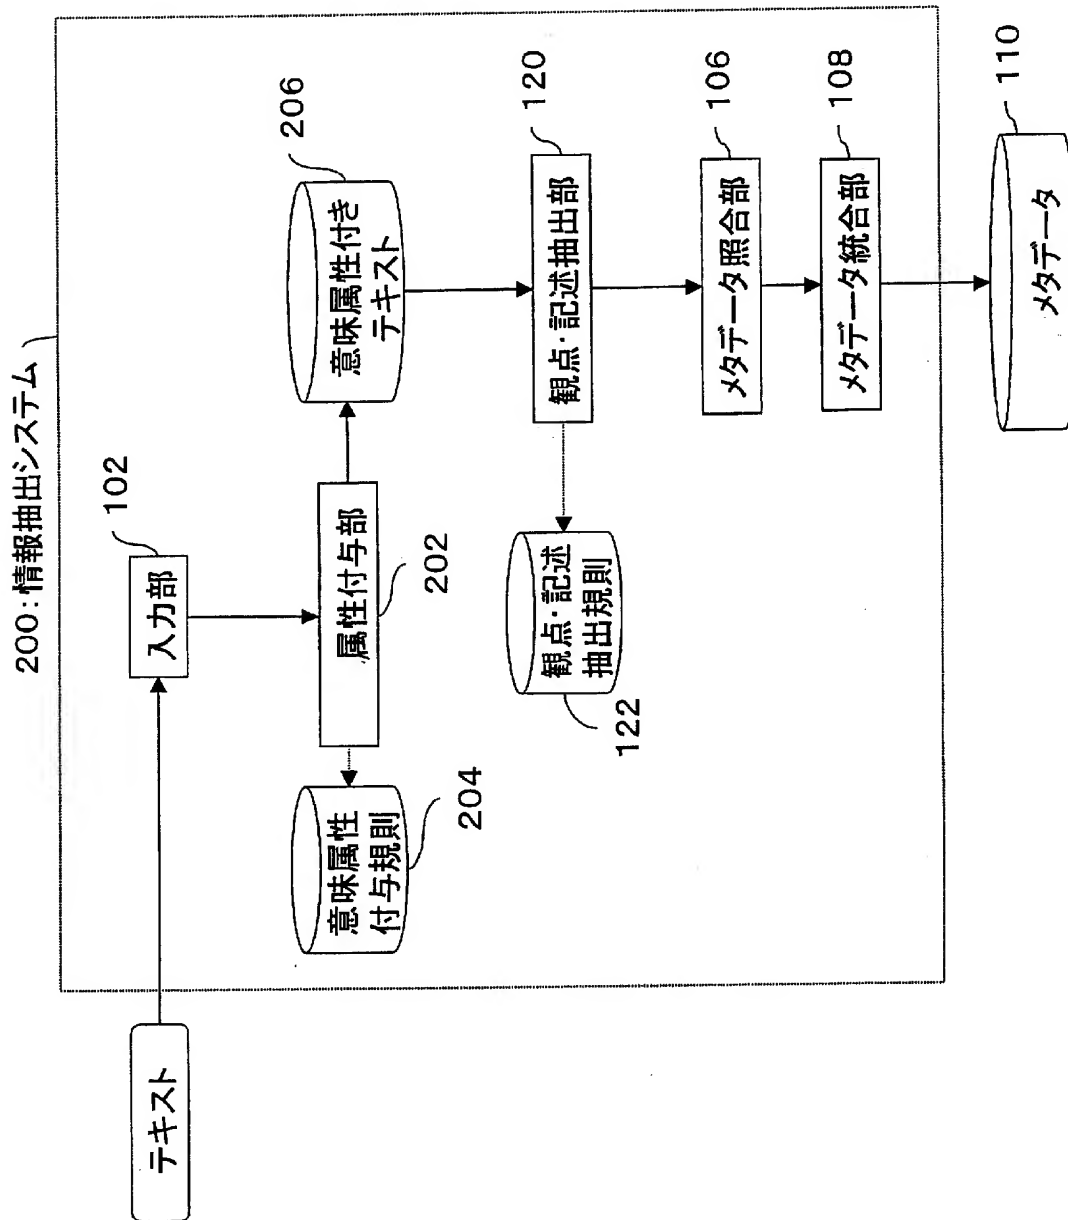 200:情報抽出システム
テキスト
102
入力部
属性付与部
202
意味属性
付与規則
204
206
意味属性付き
テキスト
120
観点・記述抽出部
観点・記述
抽出規則
122
106
メタデータ照合部
108
メタデータ統合部
110
メタデータ